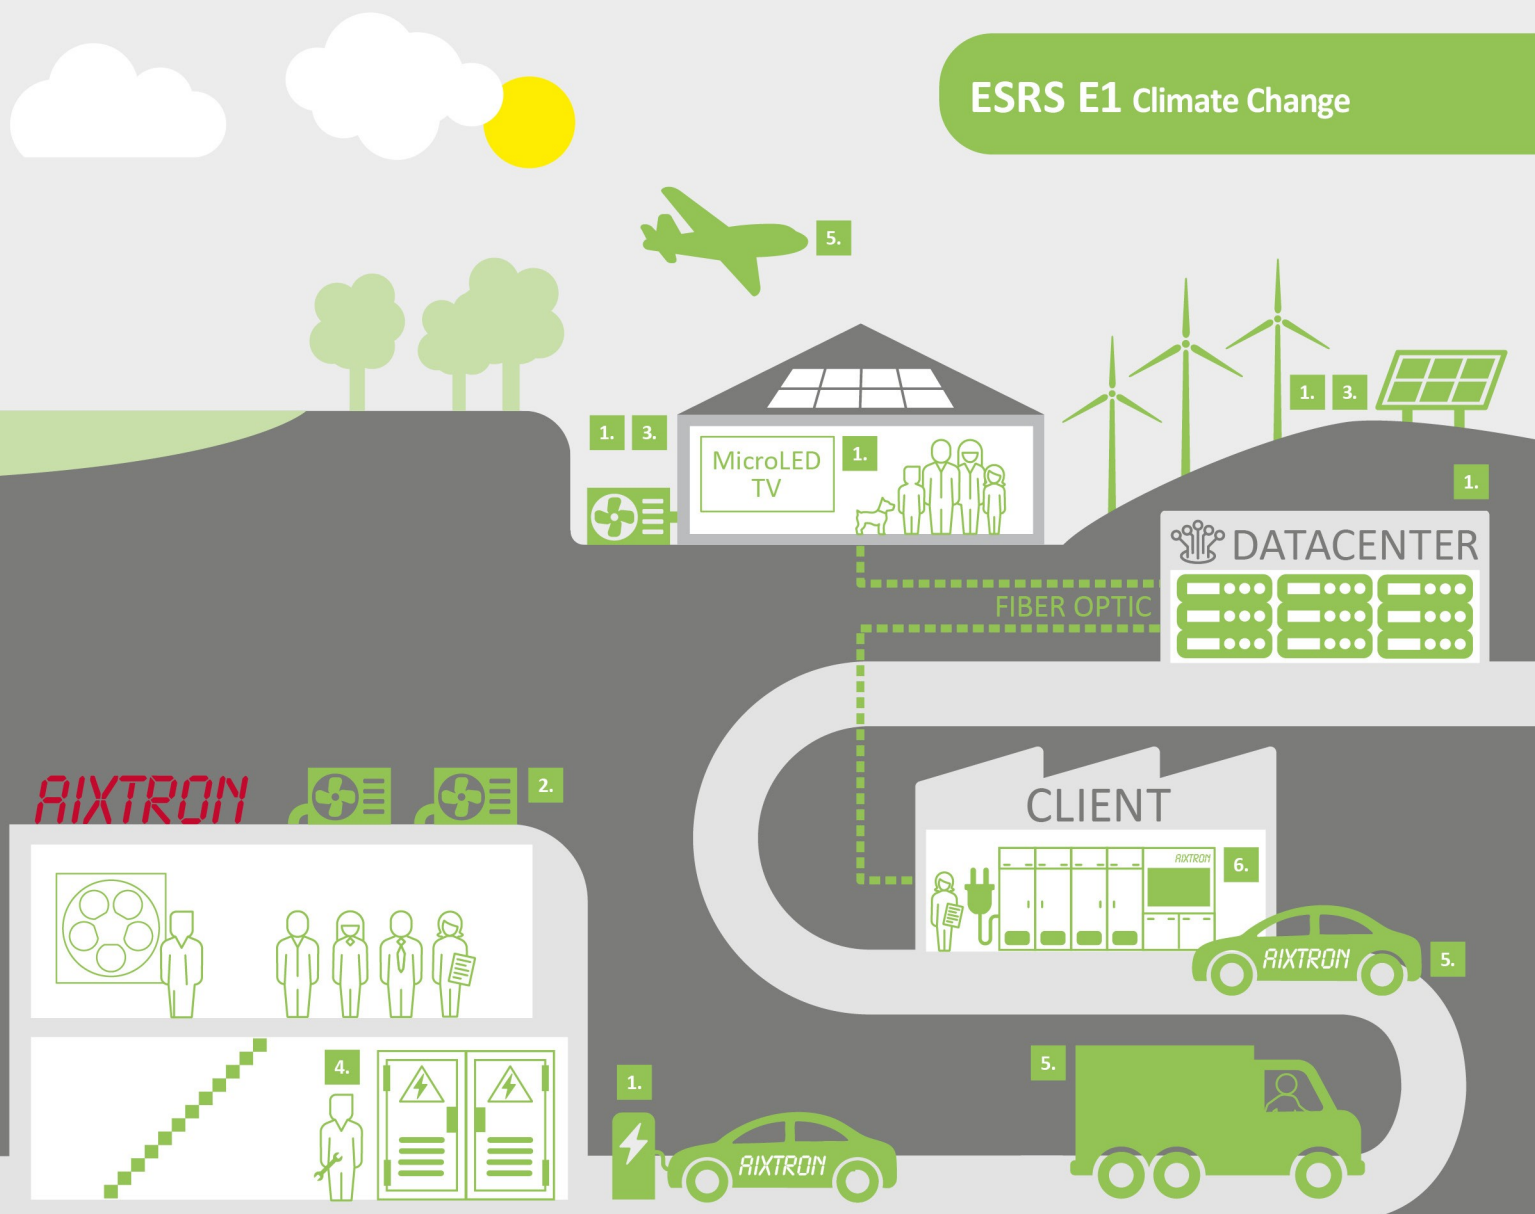 ESRS E1 Climate Change
5.
1. 3.
1. 3.
MicroLED
TV
1.
1.
DATACENTER
FIBER OPTIC
AIXTRON
2.
CLIENT
AIXTRON
6.
AIXTRON
5.
4.
1.
5.
AIXTRON